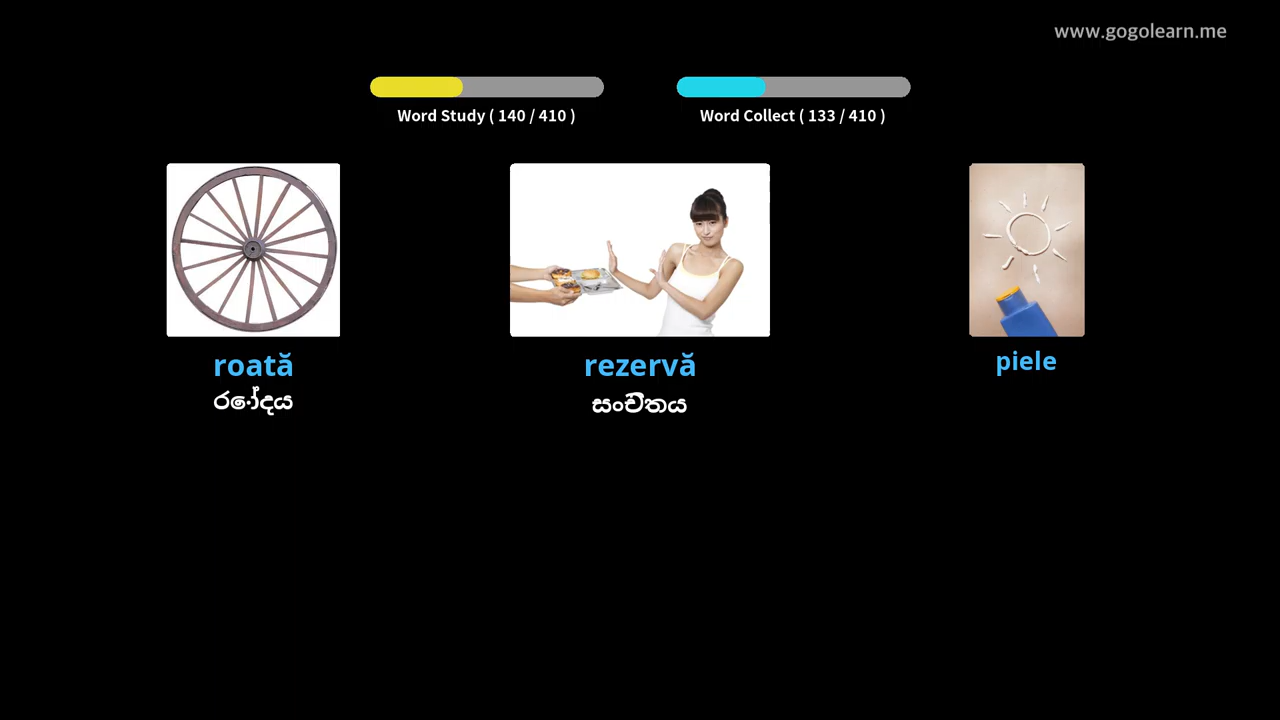 www.gogolearn.me
Word Study ( 140 / 410 )
Word Collect ( 133 / 410 )
roată
රෝදය
rezervă
සංචිතය
piele